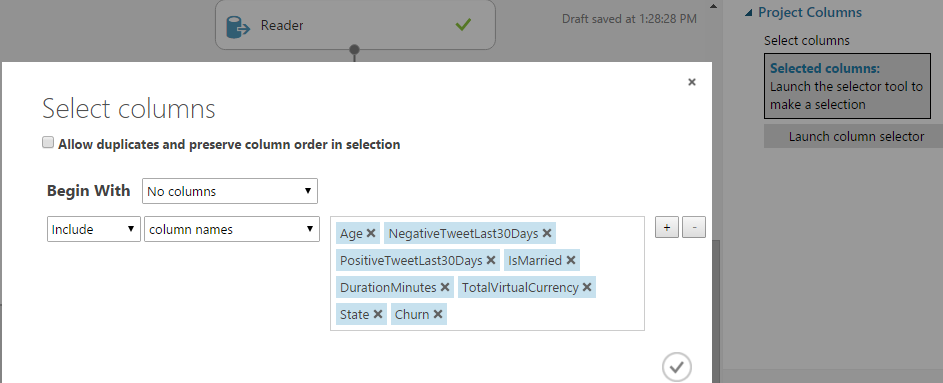 Reader
Draft saved at 1:28:28 PM
Project Columns
Select columns
Selected columns:
Launch the selector tool to
make a selection
Launch column selector
Select columns
Allow duplicates and preserve column order in selection
Begin With No columns
Include column names
Age × NegativeTweetLast30Days ×
PositiveTweetLast30Days × IsMarried ×
DurationMinutes × TotalVirtualCurrency ×
State × Churn ×
+ -